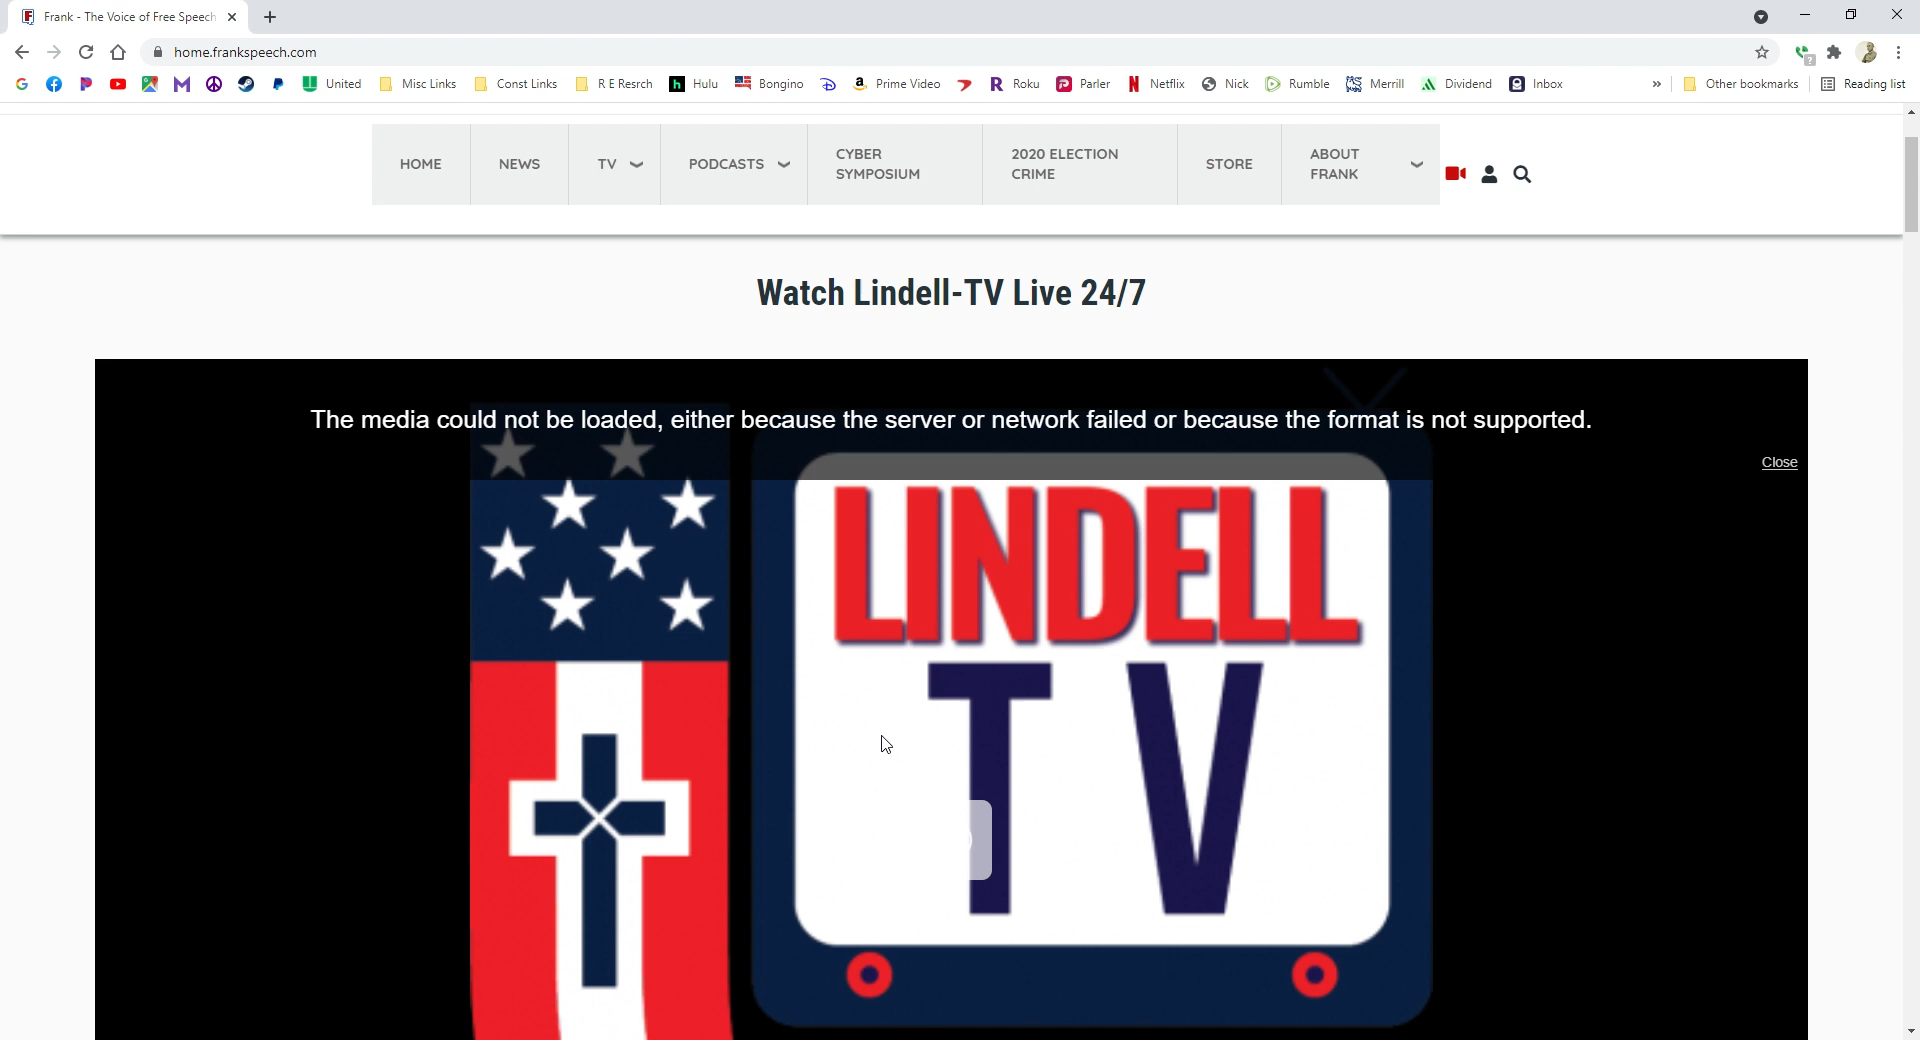 Frank - The Voice of Free Speech
home.frankspeech.com
United Misc Links Const Links R E Resrch Hulu Bongino Prime Video Roku Parler Netflix Nick Rumble Merrill Dividend Inbox » Other bookmarks Reading list
HOME NEWS TV PODCASTS CYBER SYMPOSIUM 2020 ELECTION CRIME STORE ABOUT FRANK
Watch Lindell-TV Live 24/7
The media could not be loaded, either because the server or network failed or because the format is not supported.
Close
LINDELL
TV